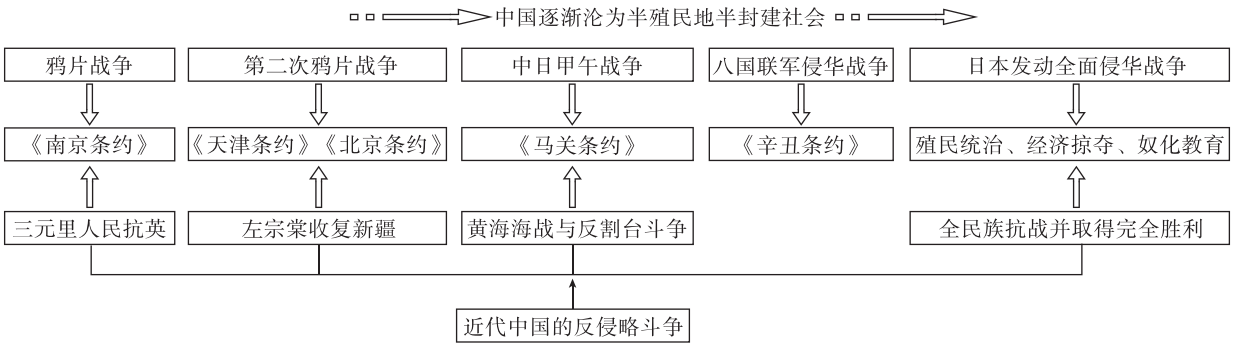 中国逐渐沦为半殖民地半封建社会
鸦片战争
第二次鸦片战争
中日甲午战争
八国联军侵华战争
日本发动全面侵华战争
《南京条约》
《天津条约》《北京条约》
《马关条约》
《辛丑条约》
殖民统治、经济掠夺、奴化教育
三元里人民抗英
左宗棠收复新疆
黄海海战与反割台斗争
全民族抗战并取得完全胜利
近代中国的反侵略斗争